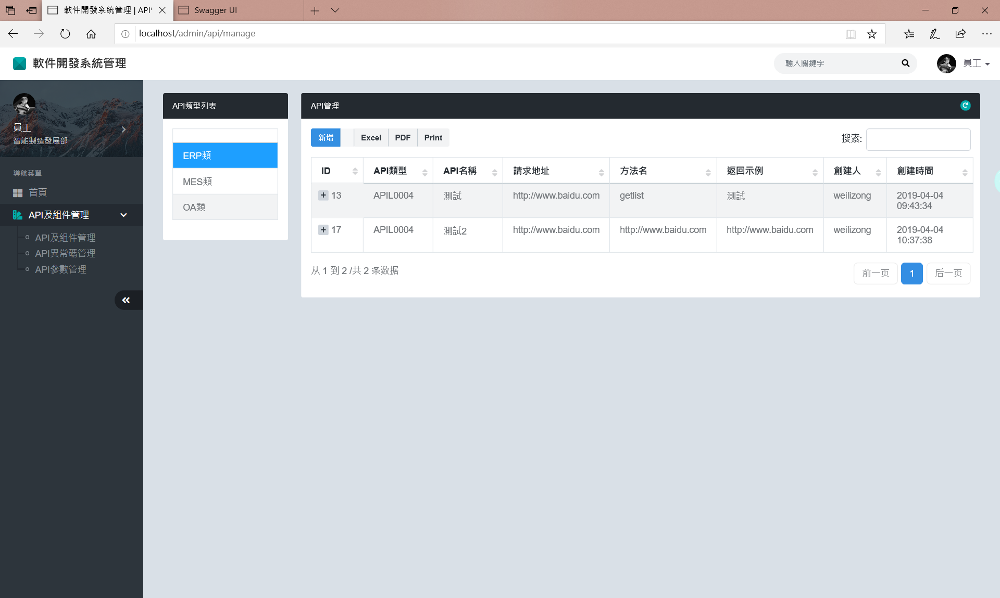 軟件開發系統管理 | API'
Swagger UI
localhost/admin/api/manage
軟件開發系統管理
輸入關鍵字
員工
員工
智能製造發展部
導航菜單
首頁
API及組件管理
API及組件管理
API異常碼管理
API參數管理
API類型列表
ERP類
MES類
OA類
API管理
新增 Excel PDF Print
搜索:
ID API類型 API名稱 請求地址 方法名 返回示例 創建人 創建時間
13 APIL0004 測試 http://www.baidu.com getlist 測試 weilizong 2019-04-04
09:43:34
17 APIL0004 測試2 http://www.baidu.com http://www.baidu.com http://www.baidu.com weilizong 2019-04-04
10:37:38
从 1 到 2 /共 2 条数据
前一页 1 后一页